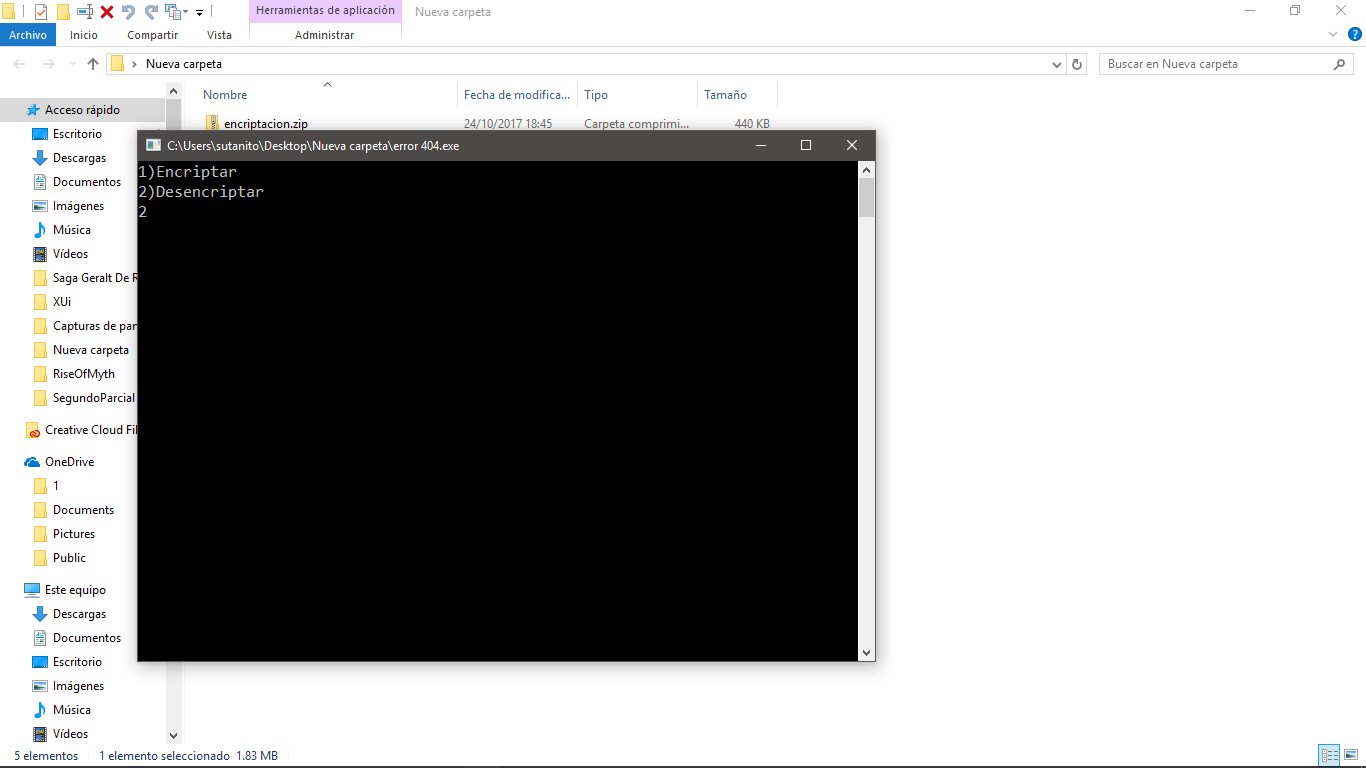 Herramientas de aplicación
Nueva carpeta
Archivo
Inicio
Compartir
Vista
Administrar
Nueva carpeta
Buscar en Nueva carpeta
Nombre
Fecha de modifica...
Tipo
Tamaño
encriptacion.zip
24/10/2017 18:45
Carpeta comprimi...
440 KB
C:\Users\sutanito\Desktop\Nueva carpeta\error 404.exe
1)Encriptar
2)Desencriptar
2
Acceso rápido
Escritorio
Descargas
Documentos
Imágenes
Música
Vídeos
Saga Geralt De R
XUi
Capturas de pan
Nueva carpeta
RiseOfMyth
SegundoParcial
Creative Cloud Fil
OneDrive
1
Documents
Pictures
Public
Este equipo
Descargas
Documentos
Escritorio
Imágenes
Música
Vídeos
5 elementos
1 elemento seleccionado 1.83 MB